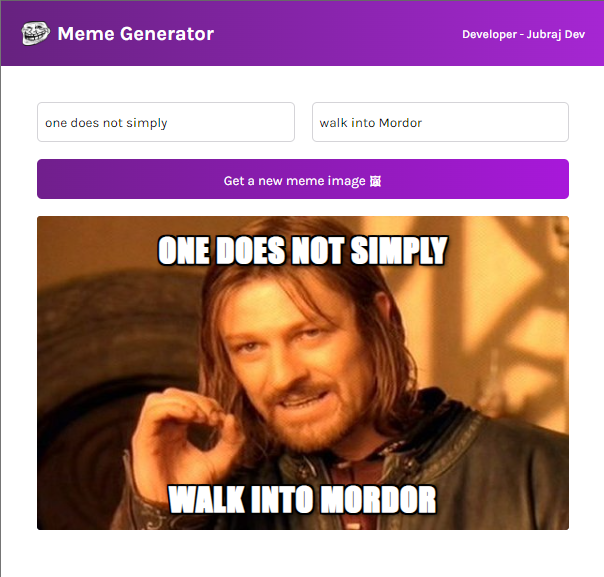 Meme Generator
Developer - Jubraj Dev
one does not simply
walk into Mordor
Get a new meme image 🖼
ONE DOES NOT SIMPLY
WALK INTO MORDOR